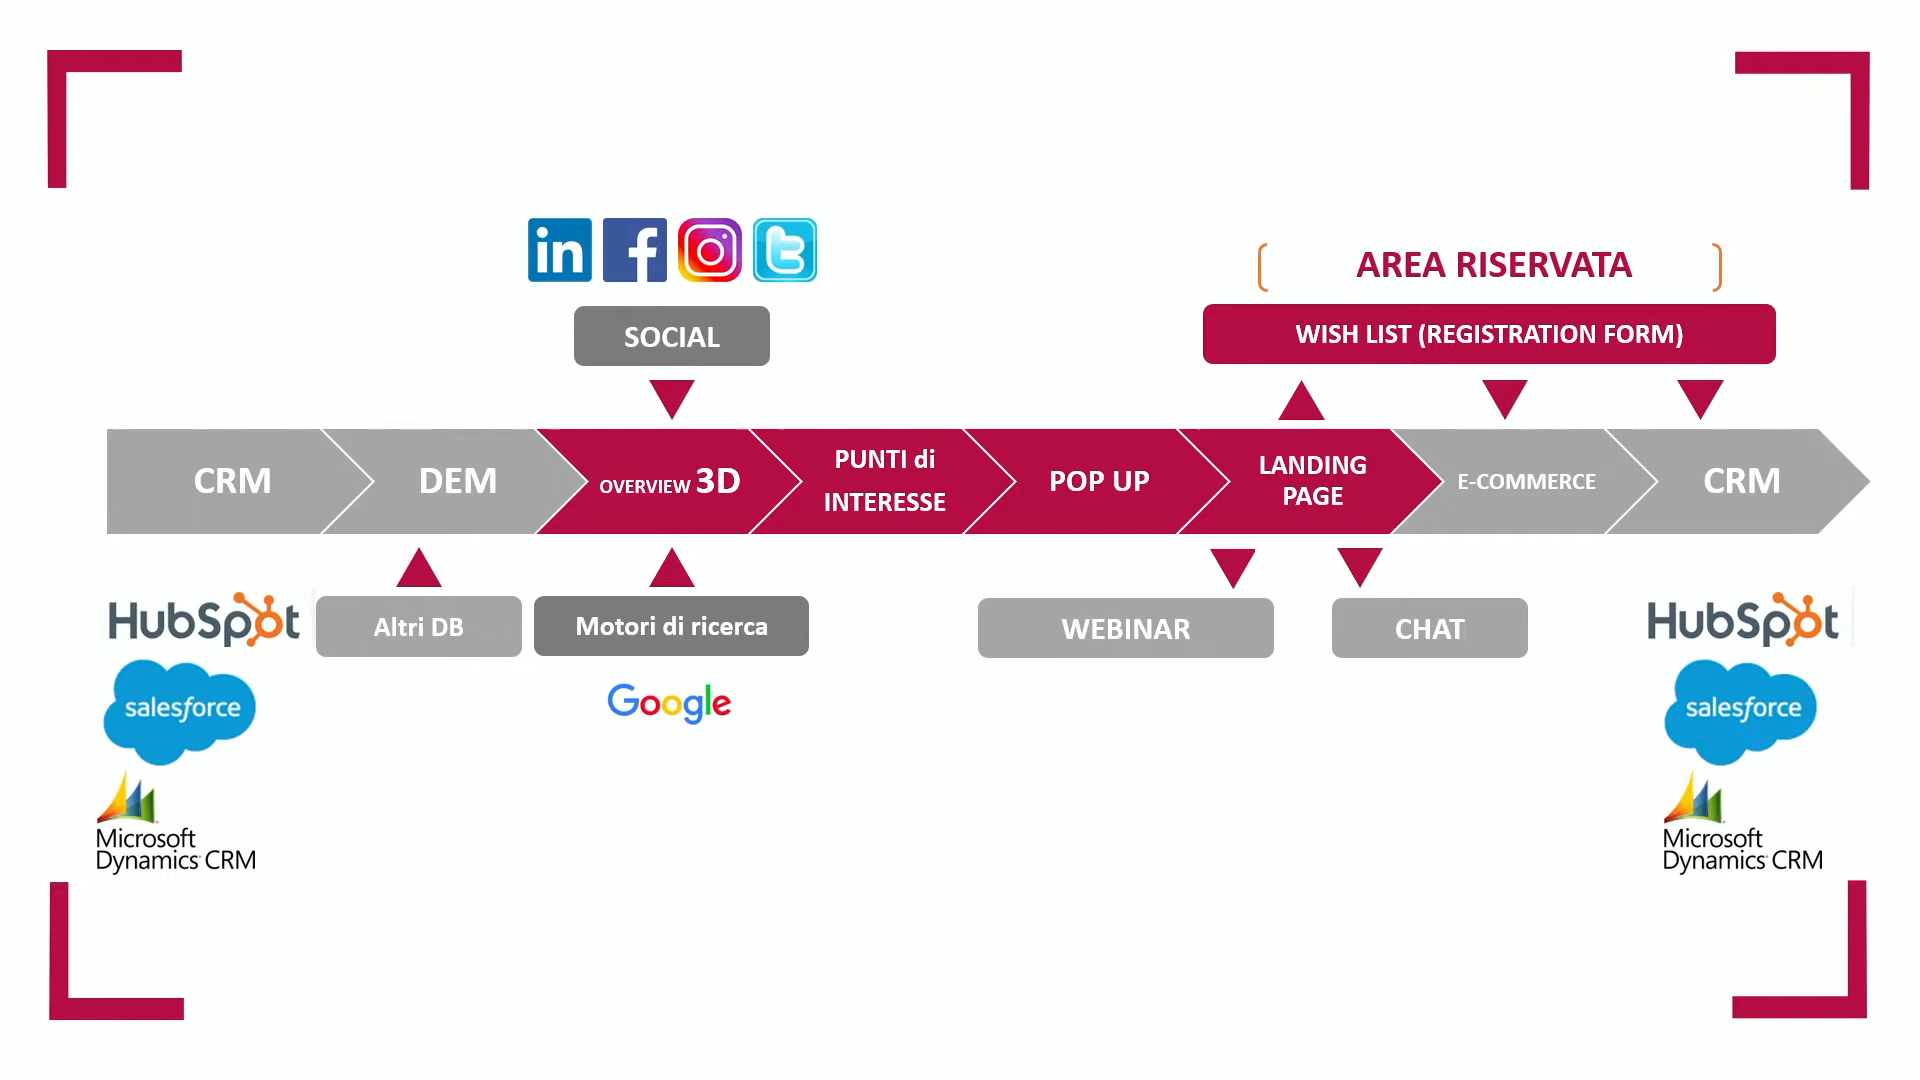 in f t
SOCIAL
AREA RISERVATA
WISH LIST (REGISTRATION FORM)
CRM
DEM
OVERVIEW 3D
PUNTI di
INTERESSE
POP UP
LANDING
PAGE
E-COMMERCE
CRM
HubSpot
Altri DB
Motori di ricerca
WEBINAR
CHAT
HubSpot
salesforce
Google
salesforce
Microsoft
Dynamics CRM
Microsoft
Dynamics CRM